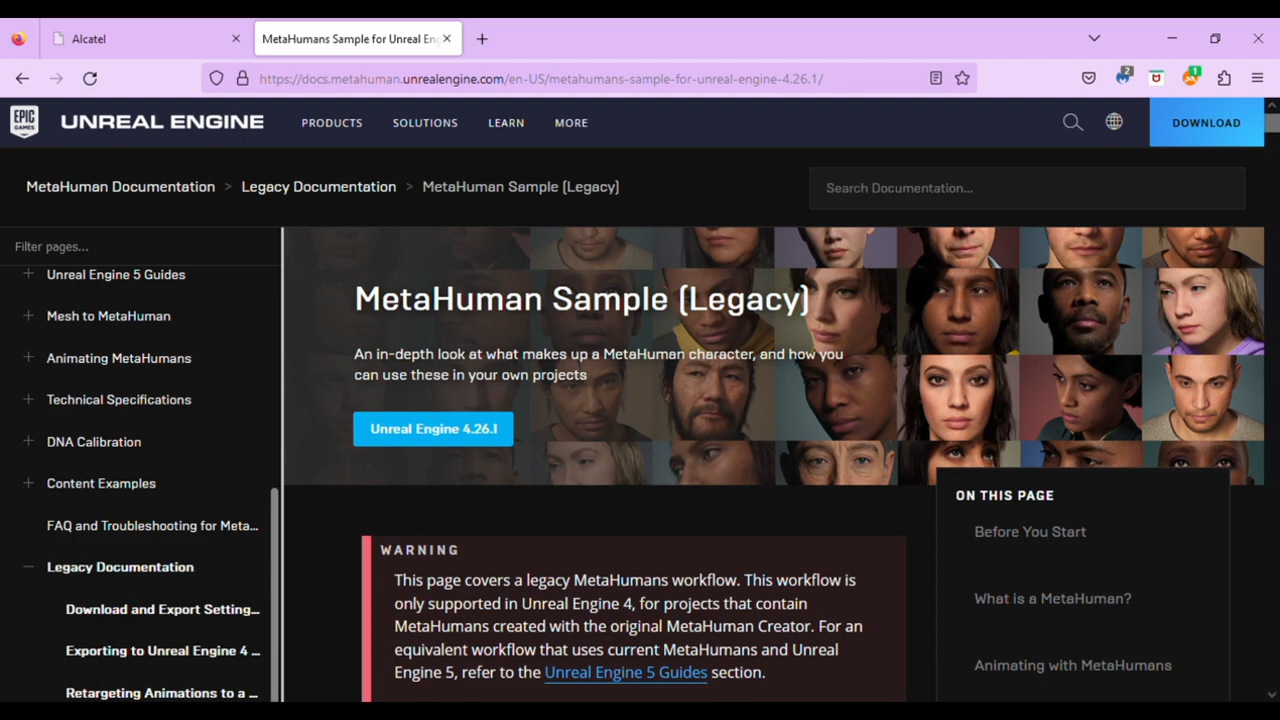 Alcatel
MetaHumans Sample for Unreal Eng
https://docs.metahuman.unrealengine.com/en-US/metahumans-sample-for-unreal-engine-4.26.1/
2
1
EPIC
GAMES
UNREAL ENGINE
PRODUCTS
SOLUTIONS
LEARN
MORE
DOWNLOAD
MetaHuman Documentation > Legacy Documentation > MetaHuman Sample (Legacy)
Search Documentation...
Filter pages...
Unreal Engine 5 Guides
Mesh to MetaHuman
Animating MetaHumans
Technical Specifications
DNA Calibration
Content Examples
FAQ and Troubleshooting for Meta...
Legacy Documentation
Download and Export Setting...
Exporting to Unreal Engine 4 ...
Retargeting Animations to a ...
MetaHuman Sample (Legacy)
An in-depth look at what makes up a MetaHuman character, and how you
can use these in your own projects
Unreal Engine 4.26.1
WARNING
This page covers a legacy MetaHumans workflow. This workflow is
only supported in Unreal Engine 4, for projects that contain
MetaHumans created with the original MetaHuman Creator. For an
equivalent workflow that uses current MetaHumans and Unreal
Engine 5, refer to the Unreal Engine 5 Guides section.
ON THIS PAGE
Before You Start
What is a MetaHuman?
Animating with MetaHumans